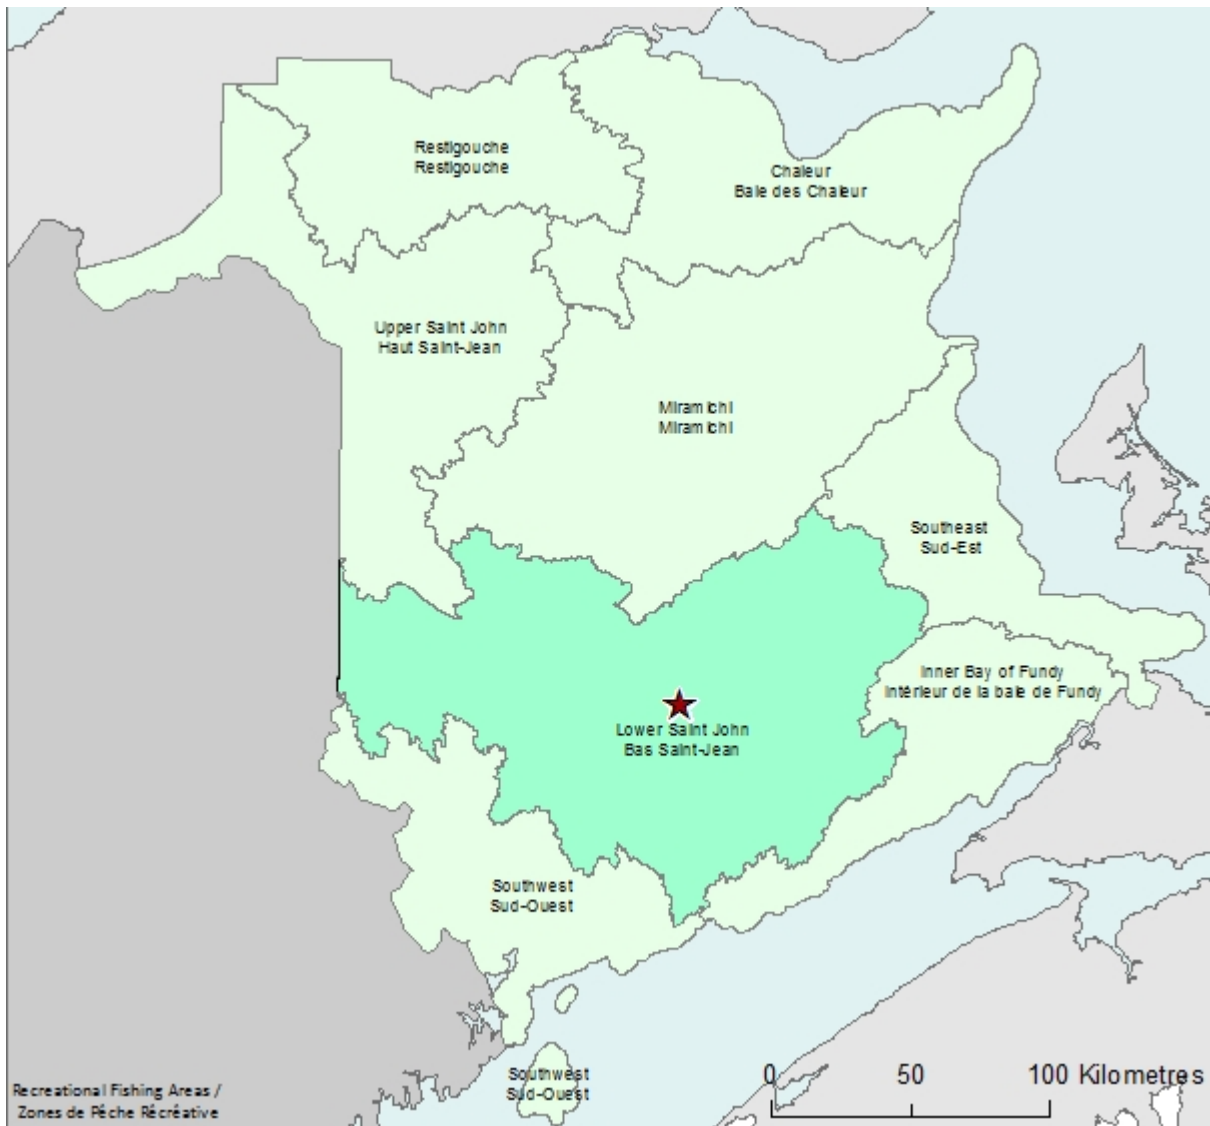 Restigouche
Restigouche
Chaleur
Baie des Chaleur
Upper Saint John
Haut Saint-Jean
Miramichi
Miramichi
Southeast
Sud-Est
Inner Bay of Fundy
Intérieur de la baie de Fundy
Lower Saint John
Bas Saint-Jean
Southwest
Sud-Ouest
Southwest
Sud-Ouest
0 50 100 Kilometres
Recreational Fishing Areas /
Zones de Pêche Récréative